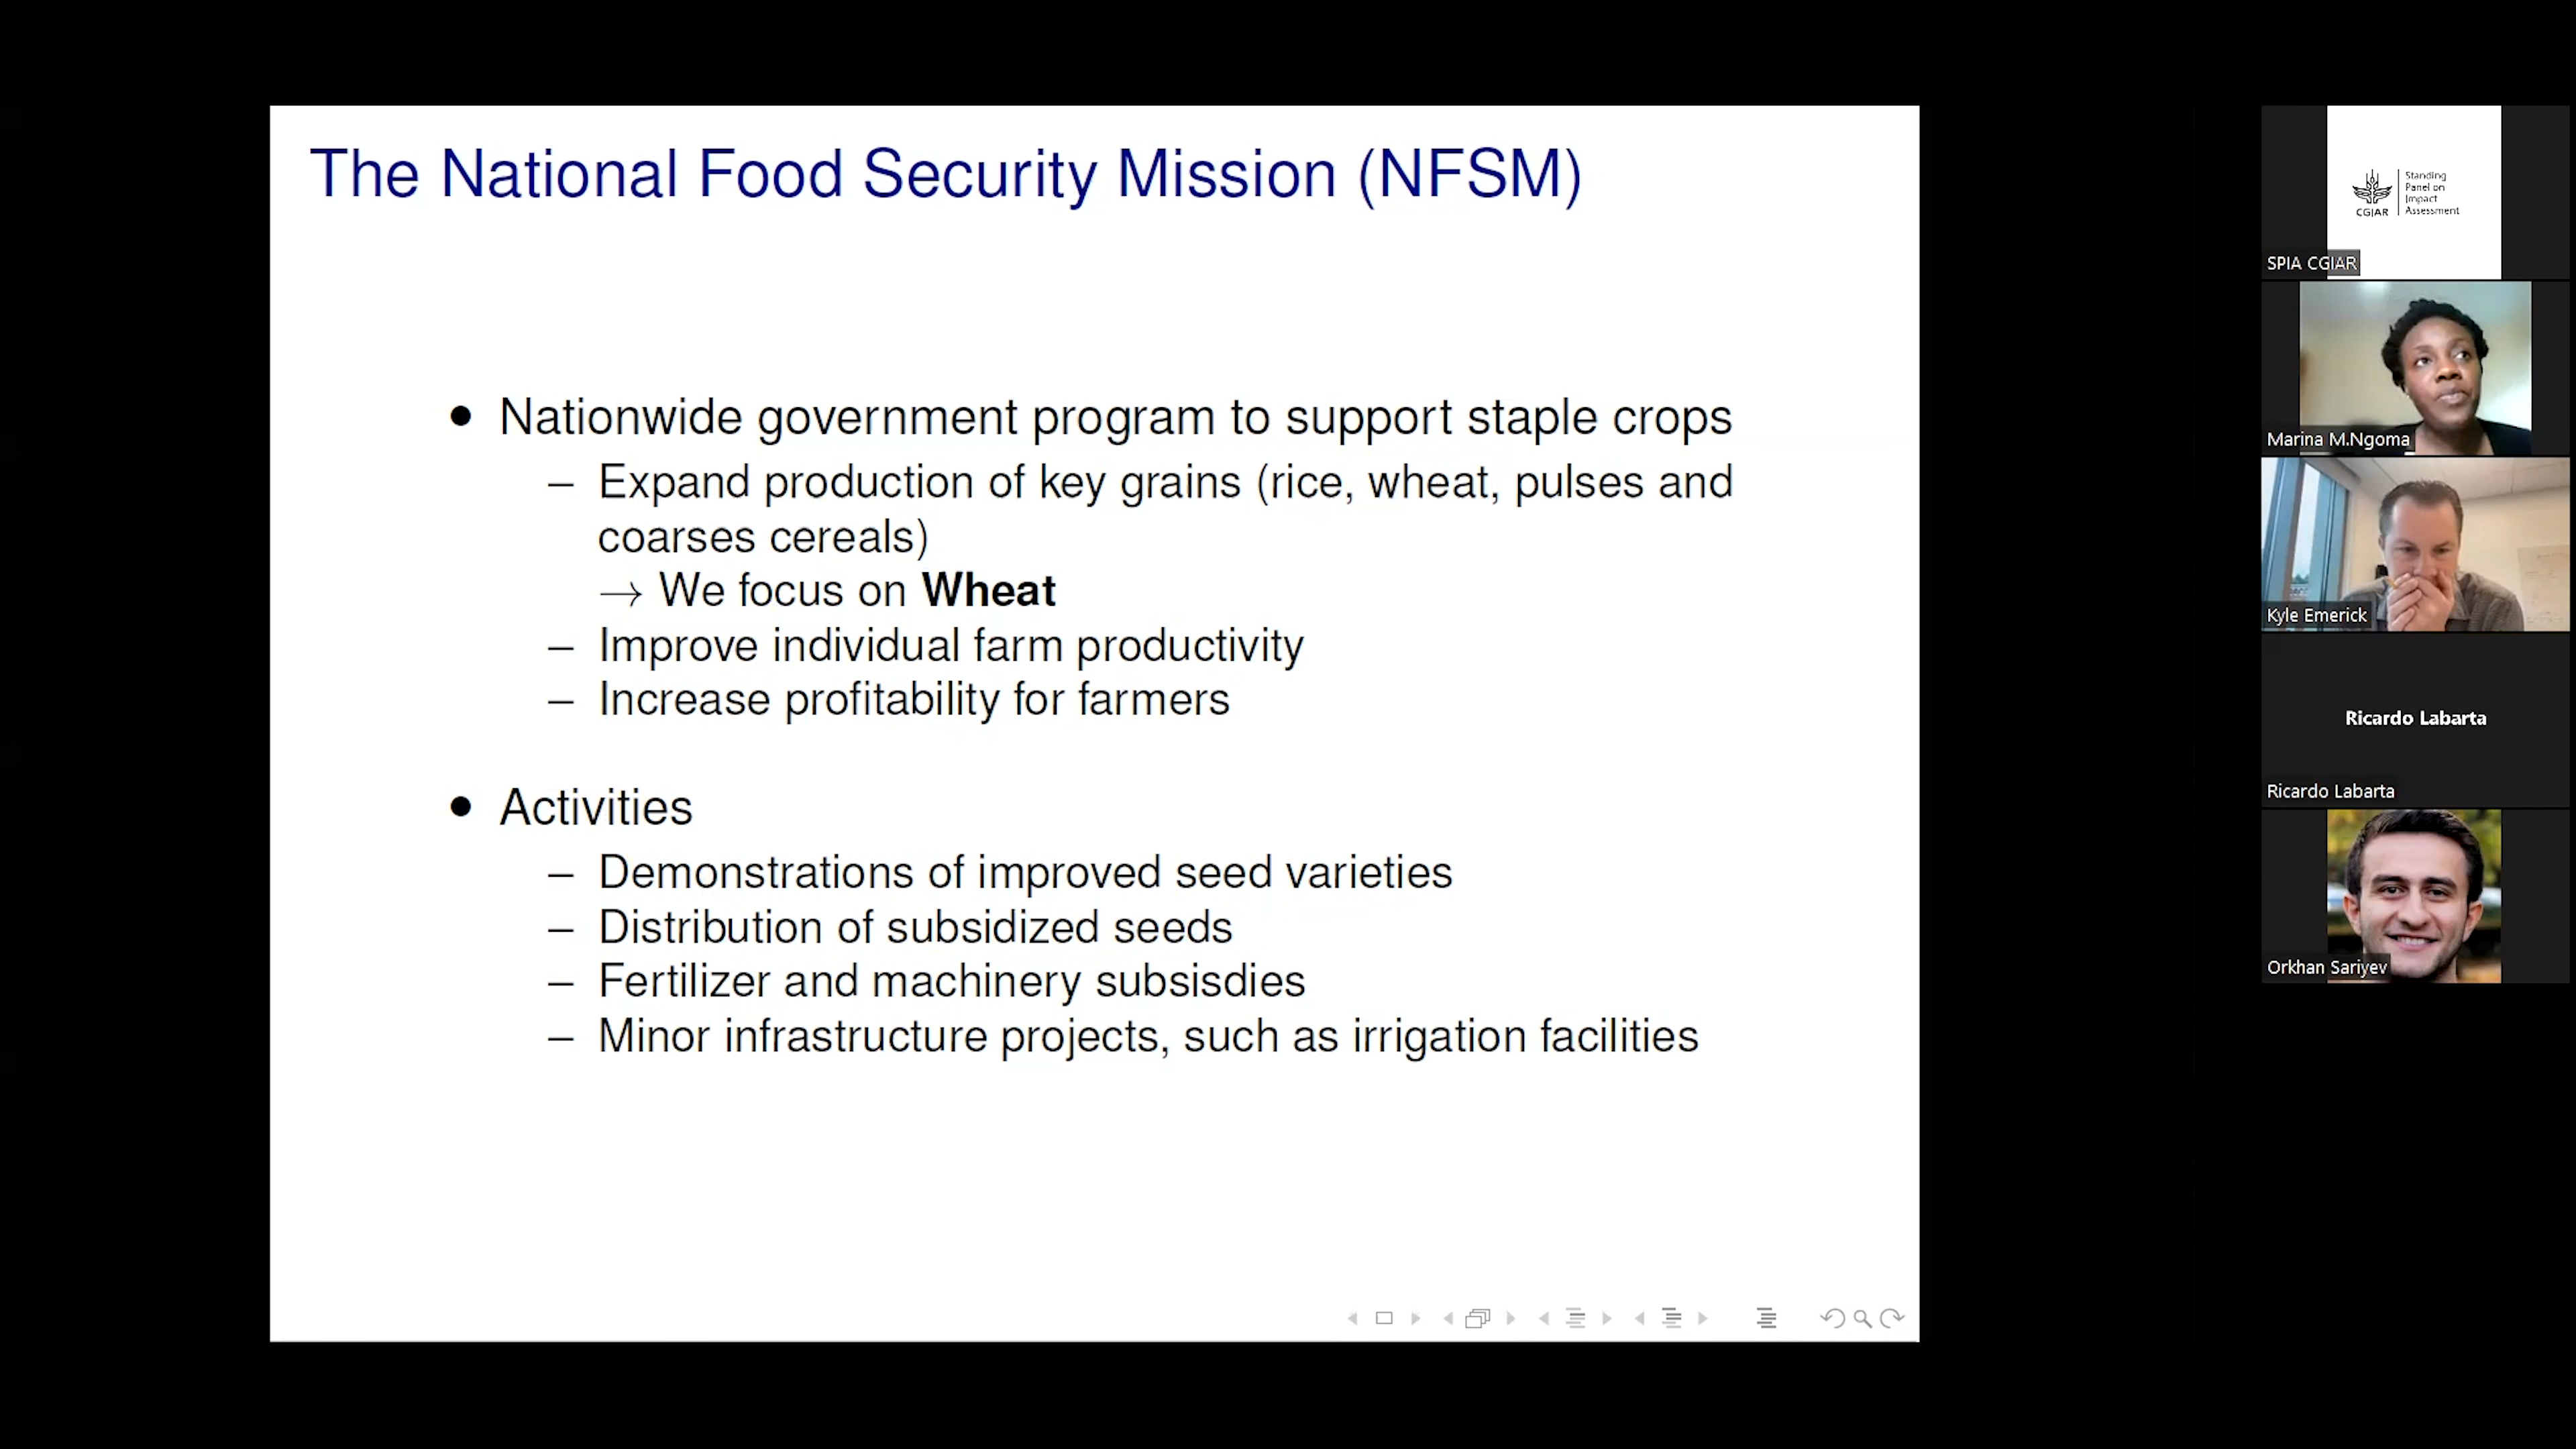 The National Food Security Mission (NFSM)
• Nationwide government program to support staple crops
– Expand production of key grains (rice, wheat, pulses and
coarses cereals)
→ We focus on Wheat
– Improve individual farm productivity
– Increase profitability for farmers
• Activities
– Demonstrations of improved seed varieties
– Distribution of subsidized seeds
– Fertilizer and machinery subsisdies
– Minor infrastructure projects, such as irrigation facilities
CGIAR
Standing
Panel on
Impact
Assessment
SPIA CGIAR
Marina M.Ngoma
Kyle Emerick
Ricardo Labarta
Ricardo Labarta
Orkhan Sariyev